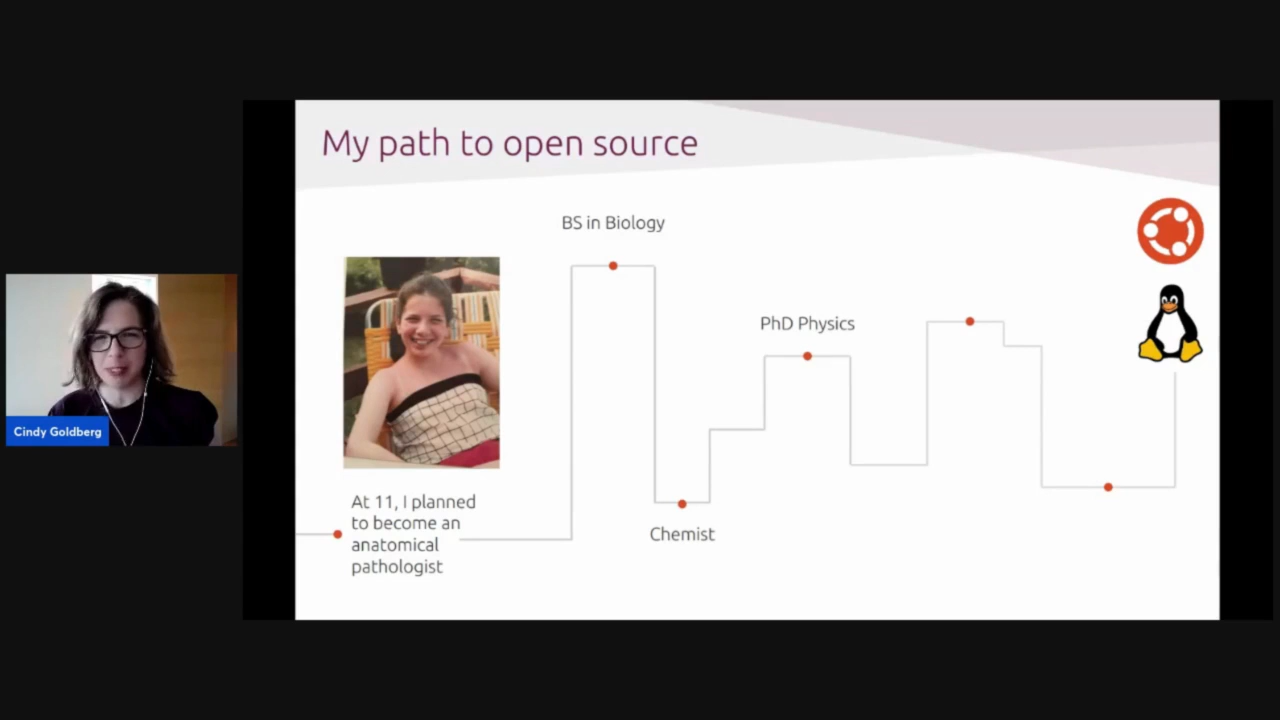 My path to open source
BS in Biology
PhD Physics
Cindy Goldberg
At 11, I planned
to become an
anatomical
pathologist
Chemist